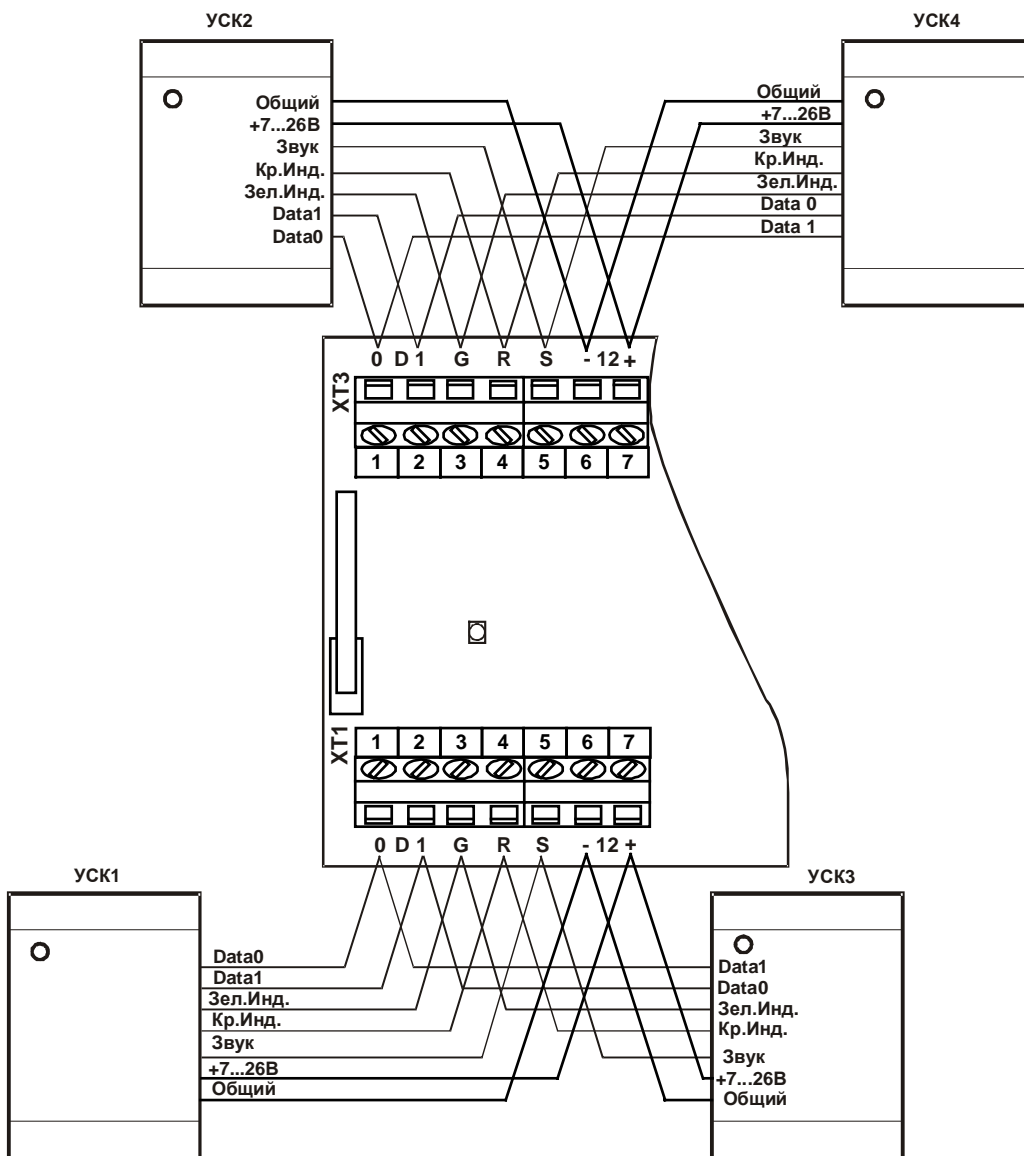 УСК2
Общий
+7...26В
Звук
Кр.Инд.
Зел.Инд.
Data1
Data0
УСК4
Общий
+7...26В
Звук
Кр.Инд.
Зел.Инд.
Data 0
Data 1
0 D 1 G R S - 12 +
XT3
1 2 3 4 5 6 7
XT1
1 2 3 4 5 6 7
0 D 1 G R S - 12 +
УСК1
Data0
Data1
Зел.Инд.
Кр.Инд.
Звук
+7...26В
Общий
УСК3
Data1
Data0
Зел.Инд.
Кр.Инд.
Звук
+7...26В
Общий